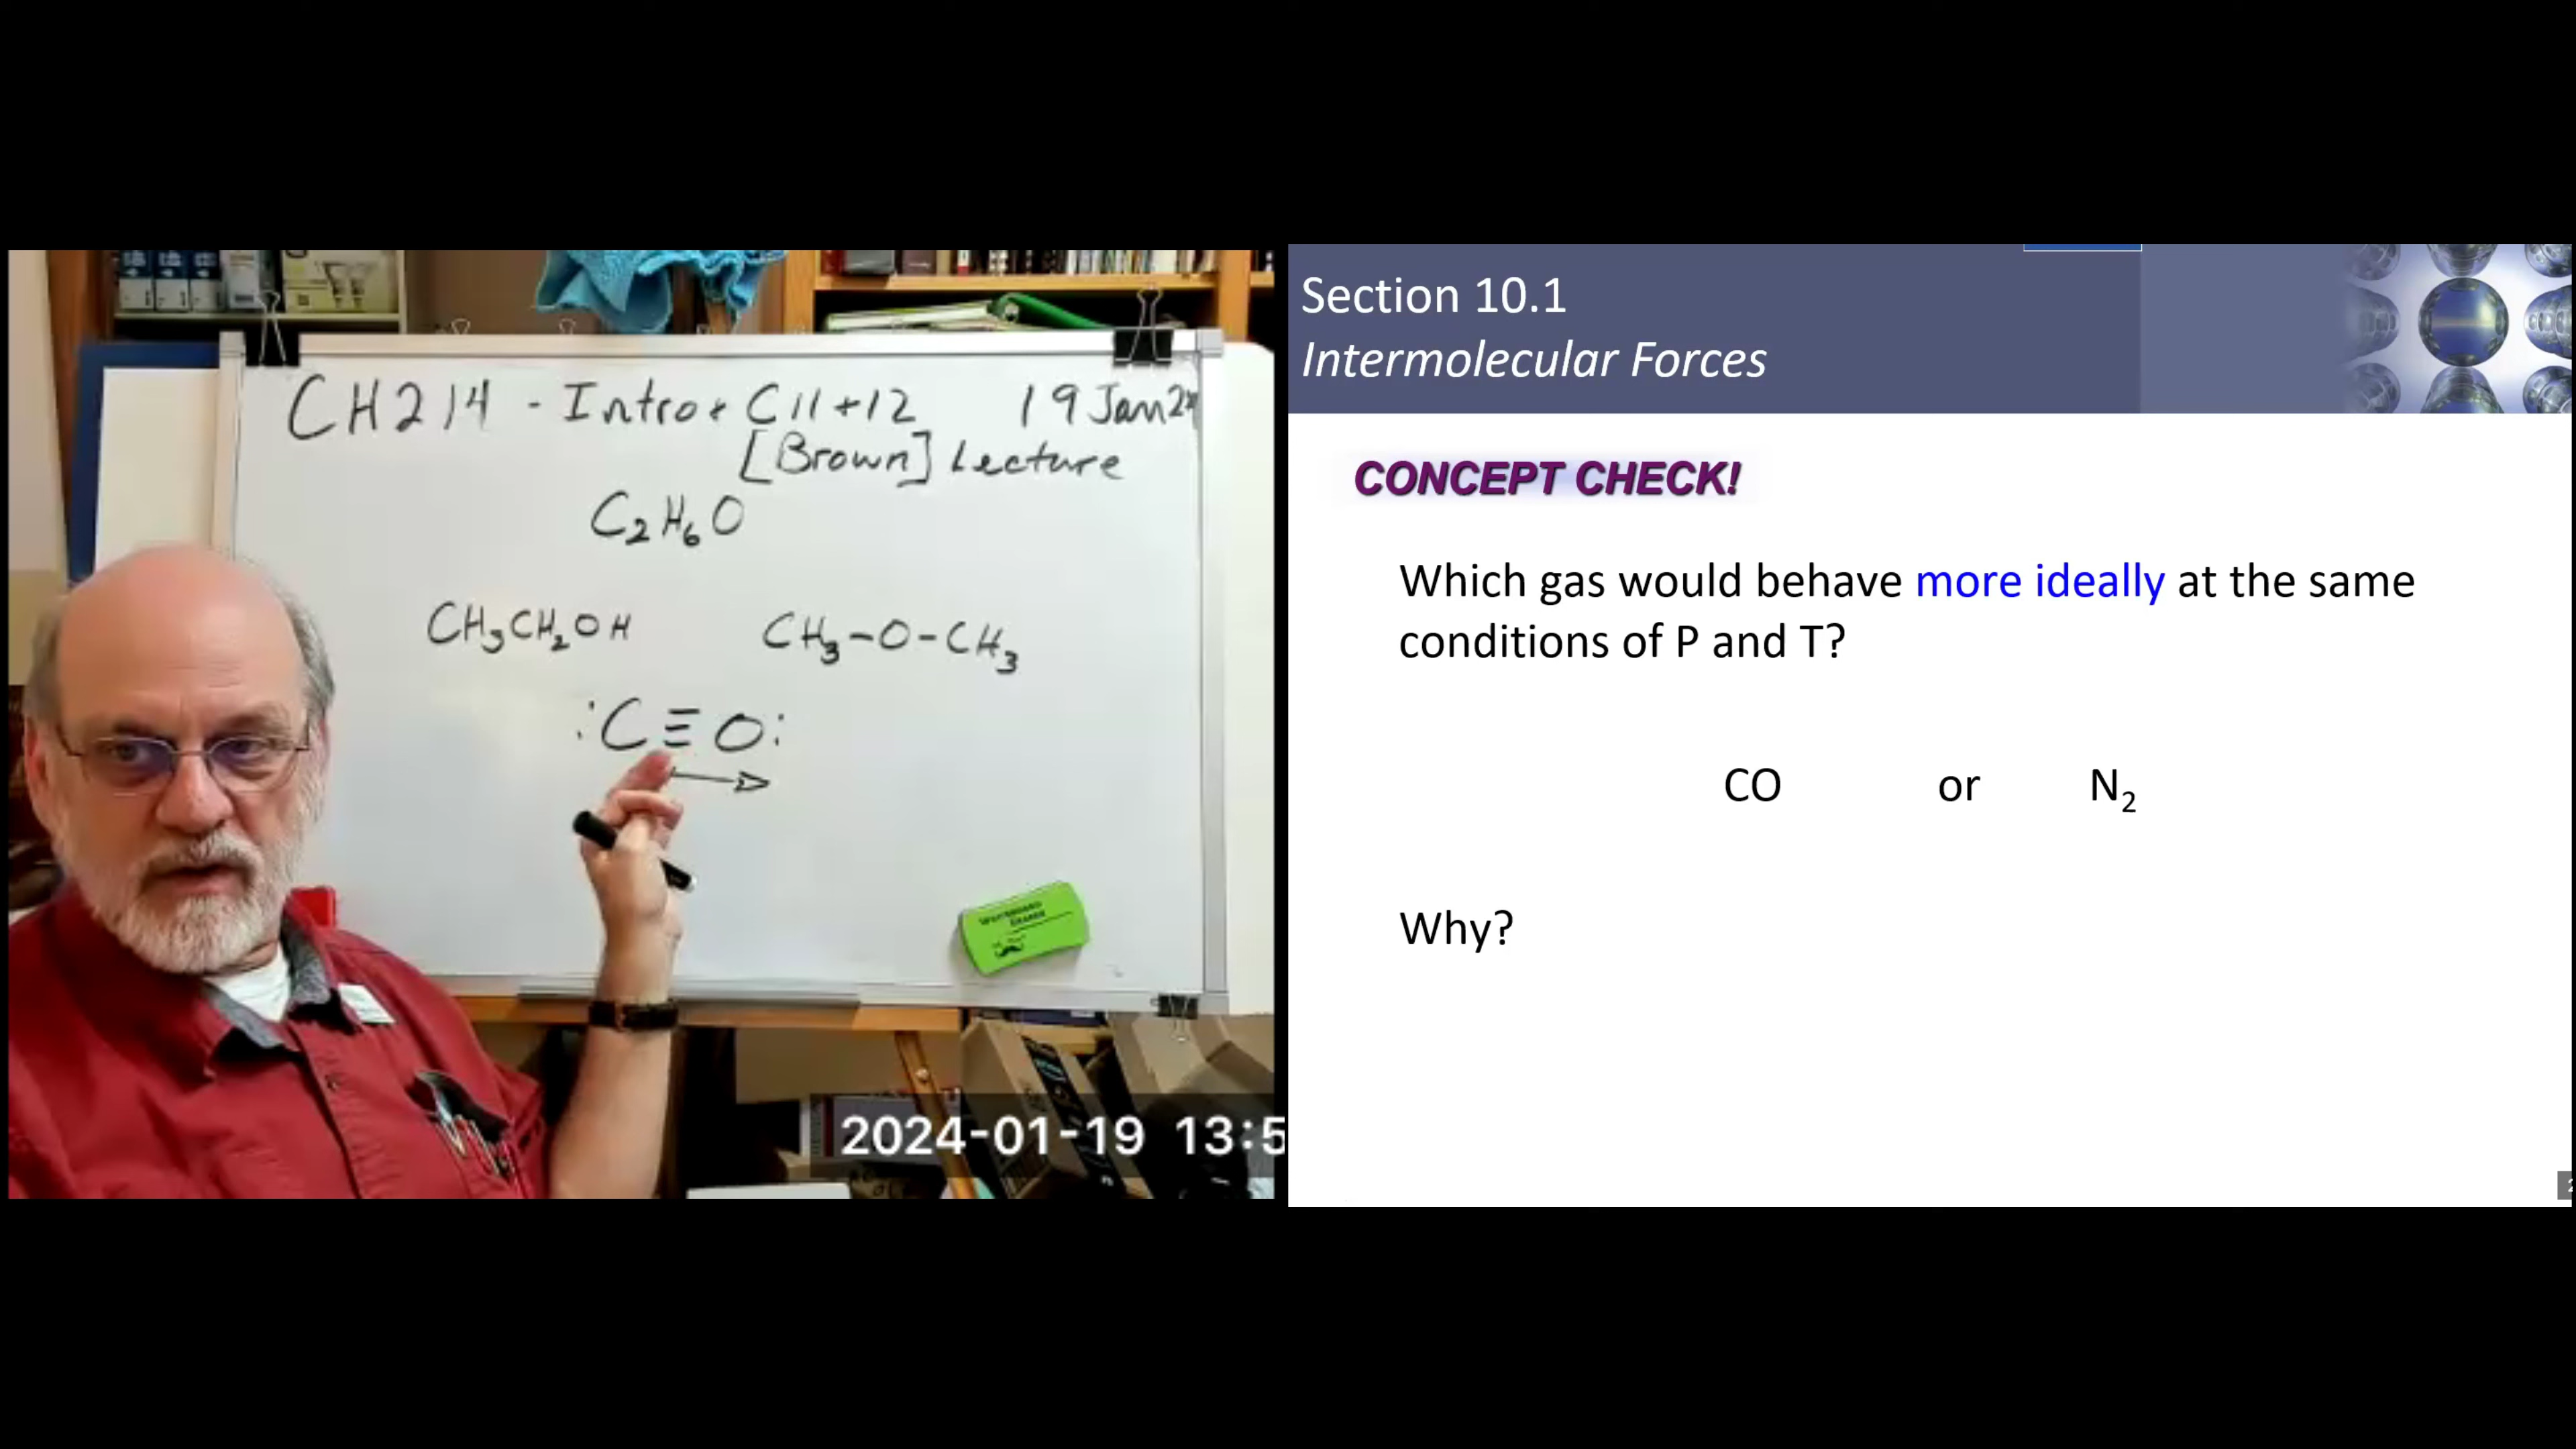 CH214 - Intro + C11+12 19 Jan 24
[Brown] Lecture
C₂H₆O
CH₃CH₂OH CH₃-O-CH₃
:C≡O:
WHITEBOARD
ERASER
2024-01-19 13:5
Section 10.1
Intermolecular Forces
CONCEPT CHECK!
Which gas would behave more ideally at the same
conditions of P and T?
CO or N₂
Why?